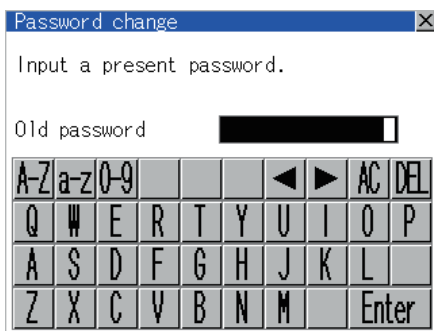 Password change ×
Input a present password.
Old password
A-Z a-z 0-9 ◀ ▶ AC DEL
Q W E R T Y U I O P
A S D F G H J K L
Z X C V B N M Enter